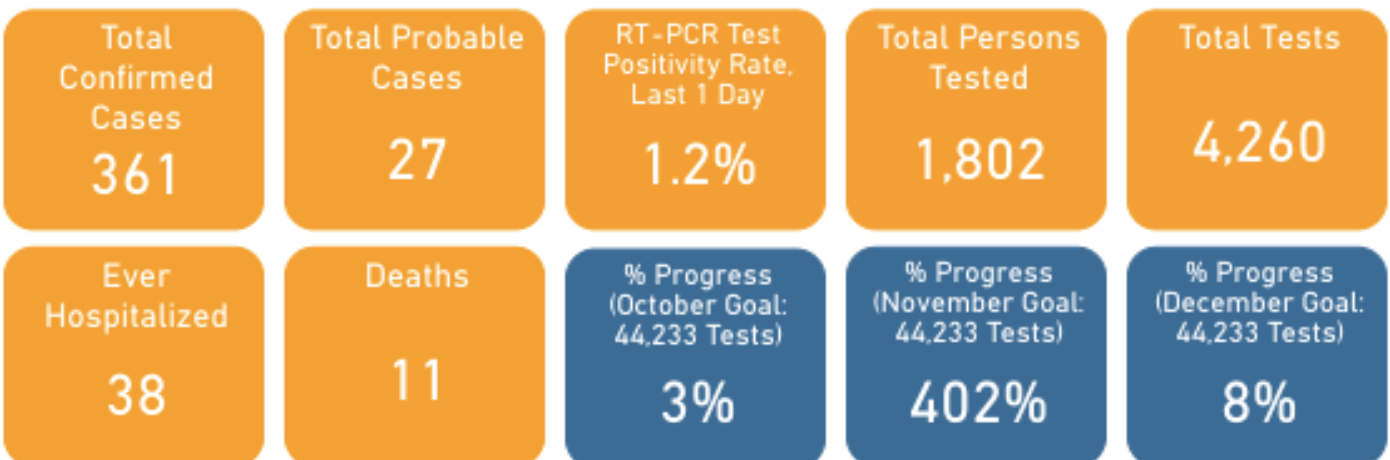 Total
Confirmed
Cases
361
Total Probable
Cases
27
RT-PCR Test
Positivity Rate,
Last 1 Day
1.2%
Total Persons
Tested
1,802
Total Tests
4,260
Ever
Hospitalized
38
Deaths
11
% Progress
(October Goal:
44,233 Tests)
3%
% Progress
(November Goal:
44,233 Tests)
402%
% Progress
(December Goal:
44,233 Tests)
8%